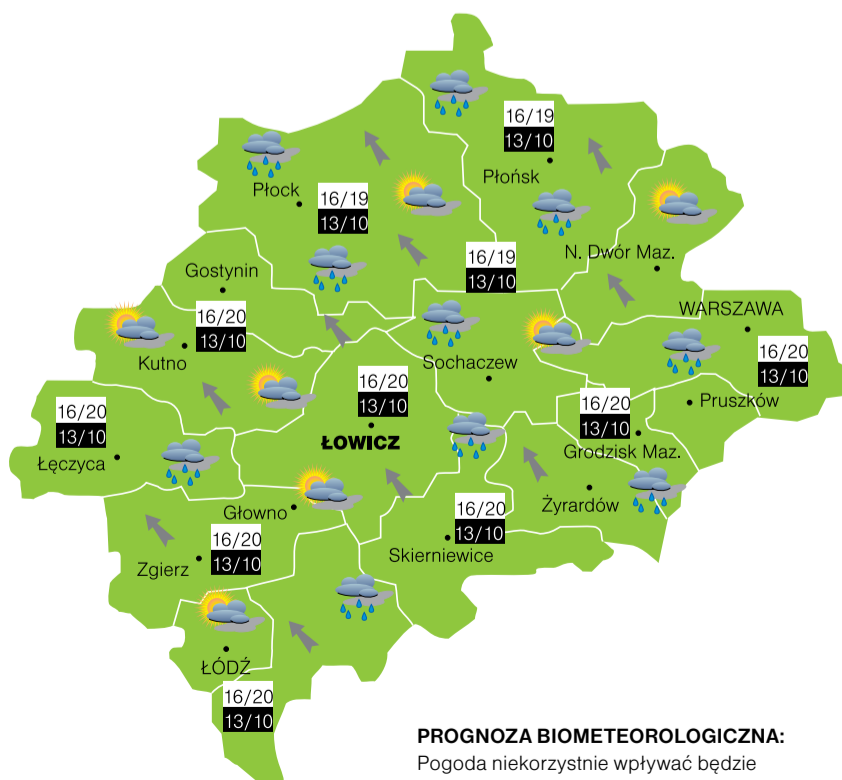 16/19
13/10
Płońsk
Płock
16/19
13/10
N. Dwór Maz.
16/19
13/10
Gostynin
WARSZAWA
16/20
13/10
Kutno
Sochaczew
16/20
13/10
16/20
13/10
ŁOWICZ
Pruszków
16/20
13/10
Grodzisk Maz.
16/20
13/10
Łęczyca
Żyrardów
Głowno
16/20
13/10
Skierniewice
16/20
13/10
Zgierz
ŁÓDŹ
16/20
13/10
PROGNOZA BIOMETEOROLOGICZNA:
Pogoda niekorzystnie wpływać będzie